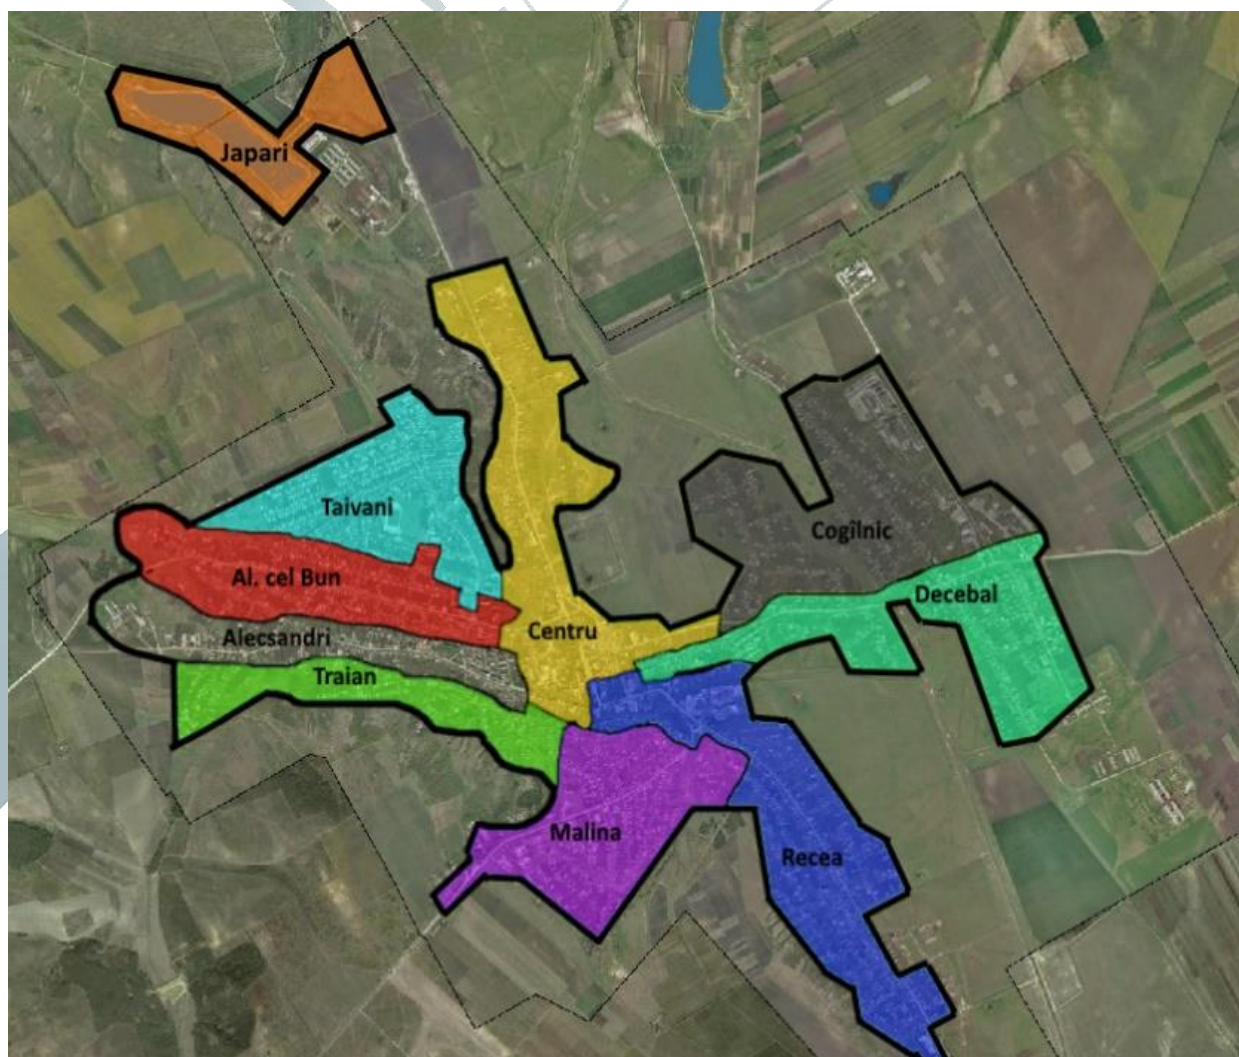 Japari
Taivani
Cogîlnic
Al. cel Bun
Decebal
Centru
Alecsandri
Traian
Malina
Recea